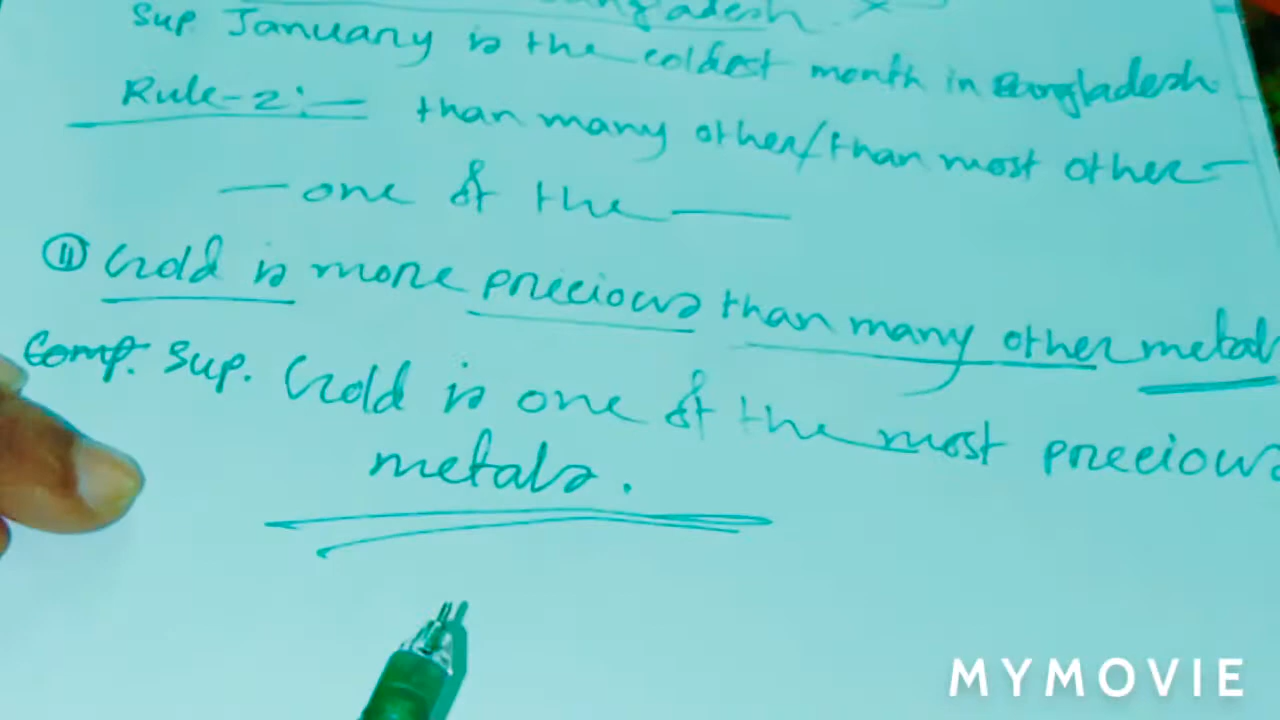 Bangladesh.
Sup. January is the coldest month in Bangladesh.
Rule-2:- than many other/than most other-
— one of the —
⑪ Gold is more precious than many other metals
Comp. Sup. Gold is one of the most precious
metals.
MYMOVIE